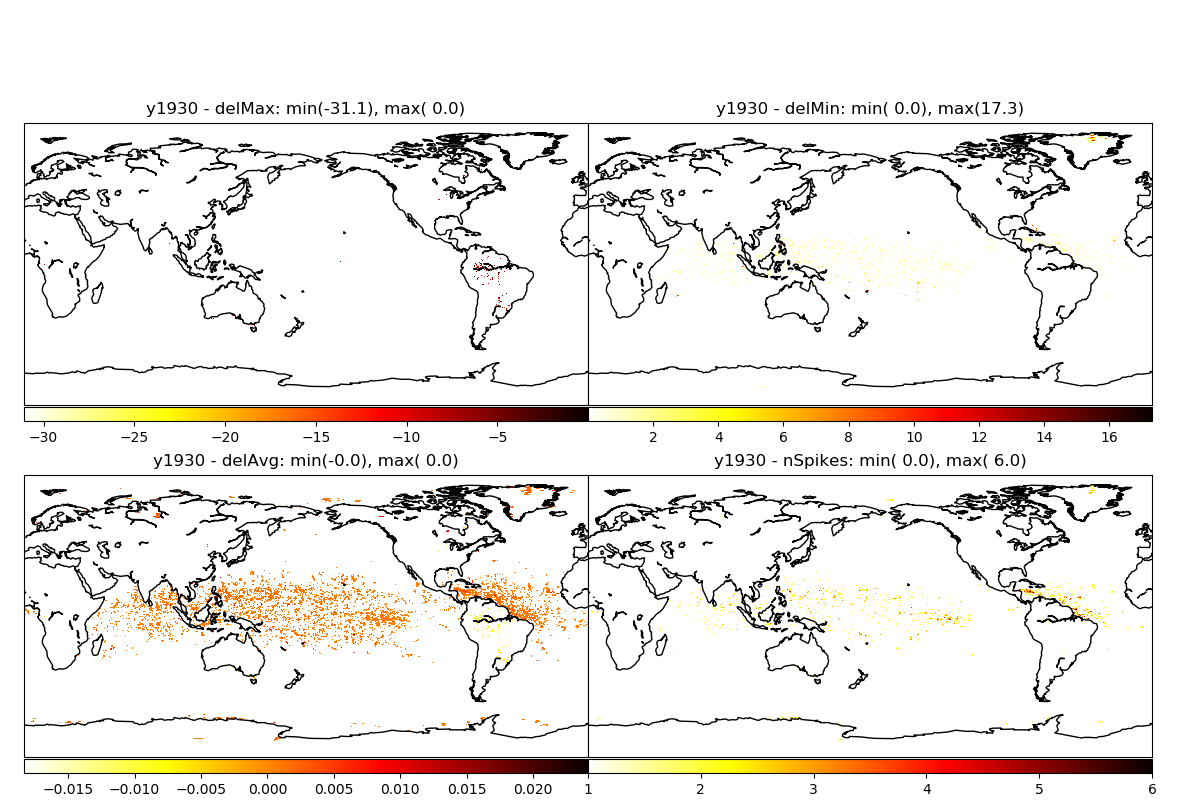 y1930 - delMax: min(-31.1), max( 0.0)
y1930 - delMin: min( 0.0), max(17.3)
−30 −25 −20 −15 −10 −5
2 4 6 8 10 12 14 16
y1930 - delAvg: min(-0.0), max( 0.0)
y1930 - nSpikes: min( 0.0), max( 6.0)
−0.015 −0.010 −0.005 0.000 0.005 0.010 0.015 0.020
1 2 3 4 5 6